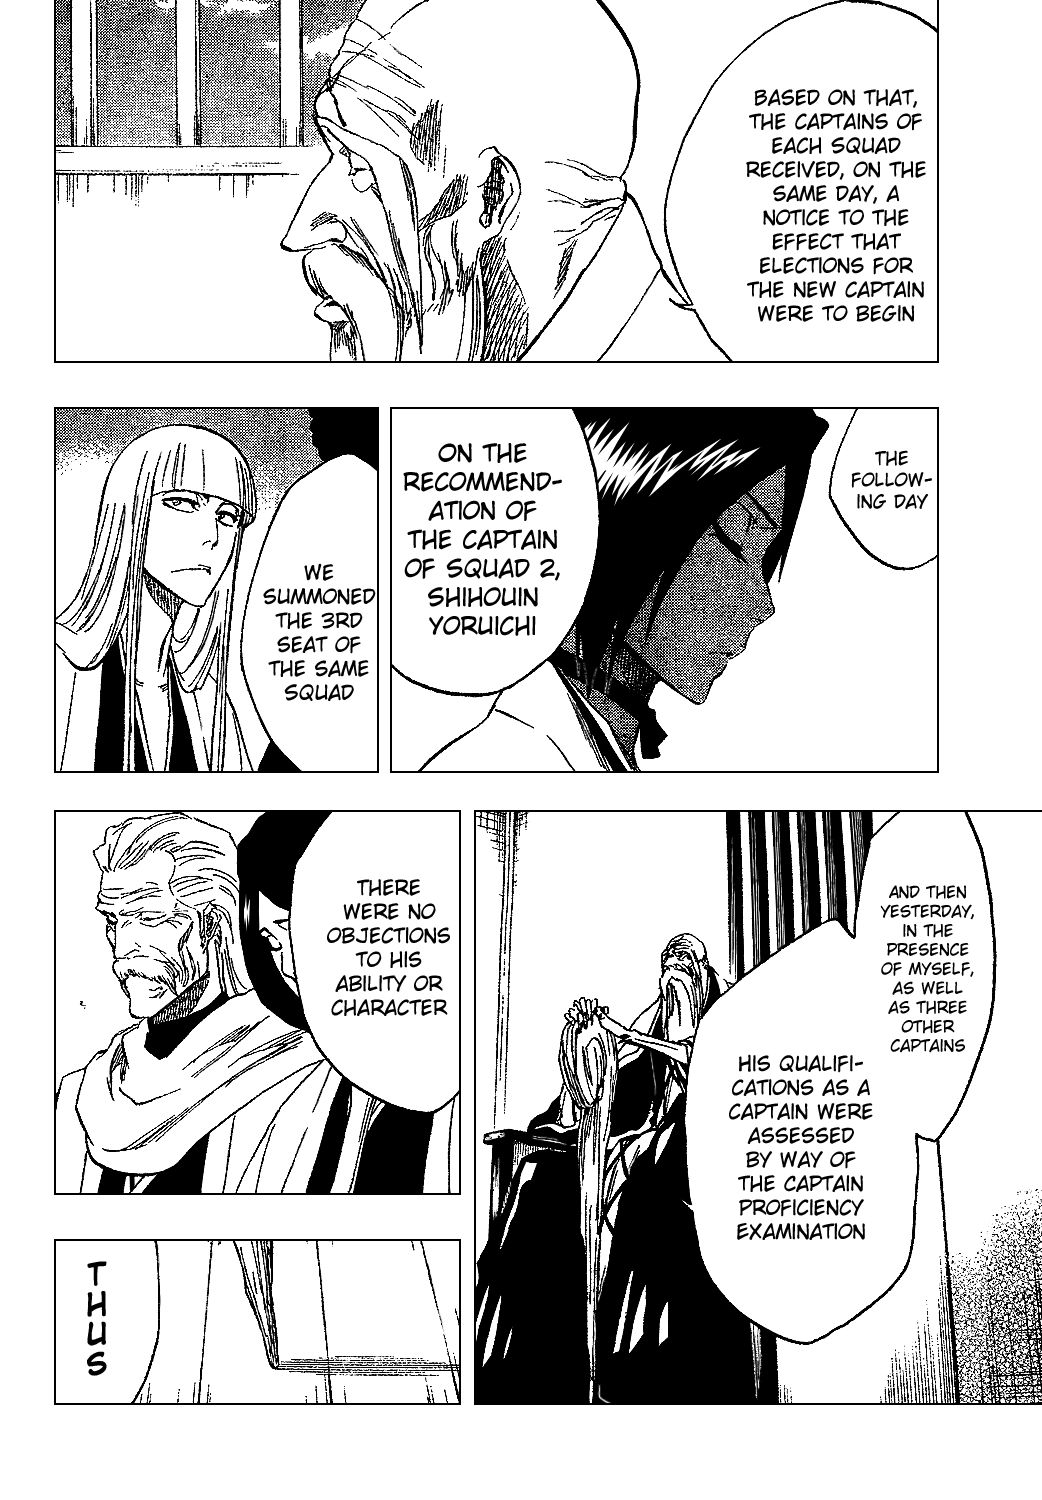 BASED ON THAT,
THE CAPTAINS OF
EACH SQUAD
RECEIVED, ON THE
SAME DAY, A
NOTICE TO THE
EFFECT THAT
ELECTIONS FOR
THE NEW CAPTAIN
WERE TO BEGIN
THE
FOLLOW-
ING DAY
ON THE
RECOMMEND-
ATION OF
THE CAPTAIN
OF SQUAD 2,
SHIHOUIN
YORUICHI
WE
SUMMONED
THE 3RD
SEAT OF
THE SAME
SQUAD
AND THEN
YESTERDAY,
IN THE
PRESENCE
OF MYSELF,
AS WELL
AS THREE
OTHER
CAPTAINS
HIS QUALIFI-
CATIONS AS A
CAPTAIN WERE
ASSESSED
BY WAY OF
THE CAPTAIN
PROFICIENCY
EXAMINATION
THERE
WERE NO
OBJECTIONS
TO HIS
ABILITY OR
CHARACTER
THUS